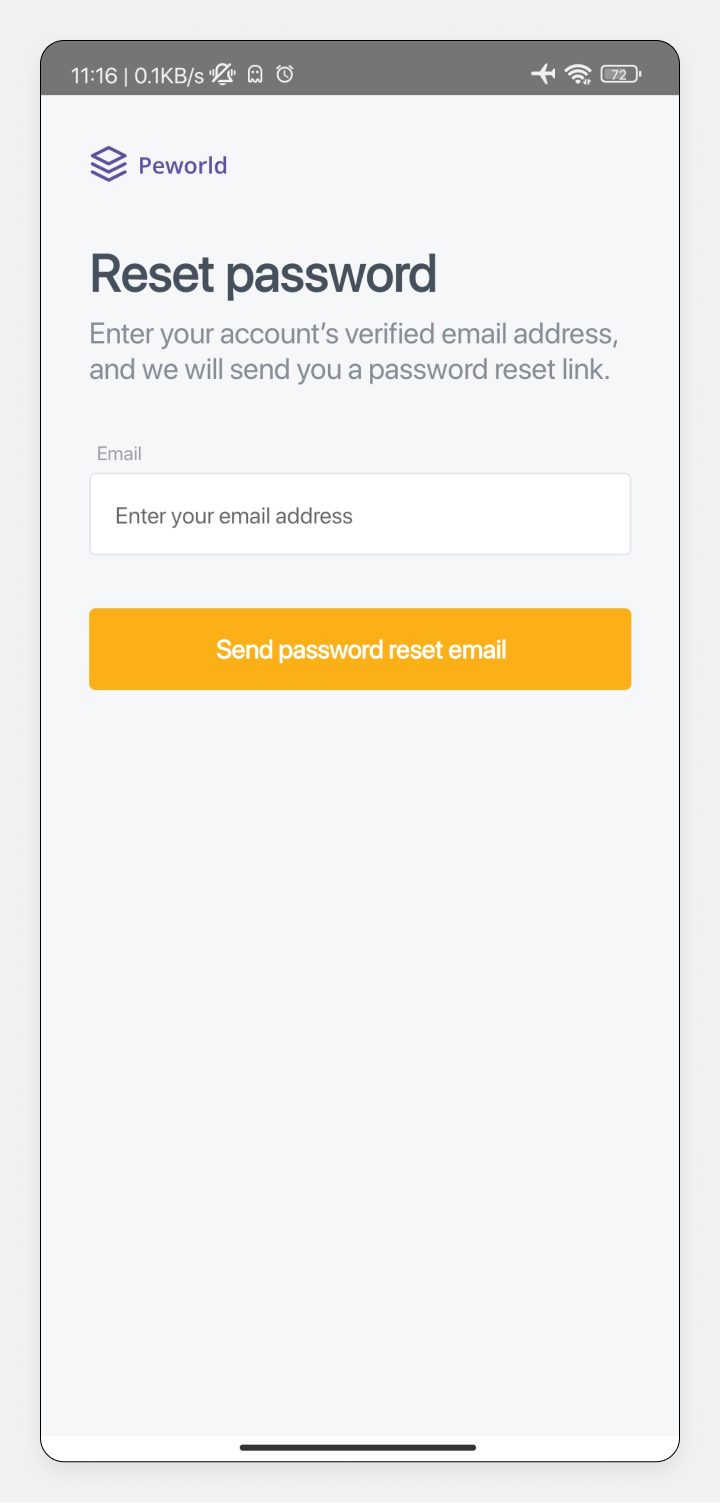 11:16 | 0.1KB/s
72
Peworld
Reset password
Enter your account’s verified email address,
and we will send you a password reset link.
Email
Enter your email address
Send password reset email